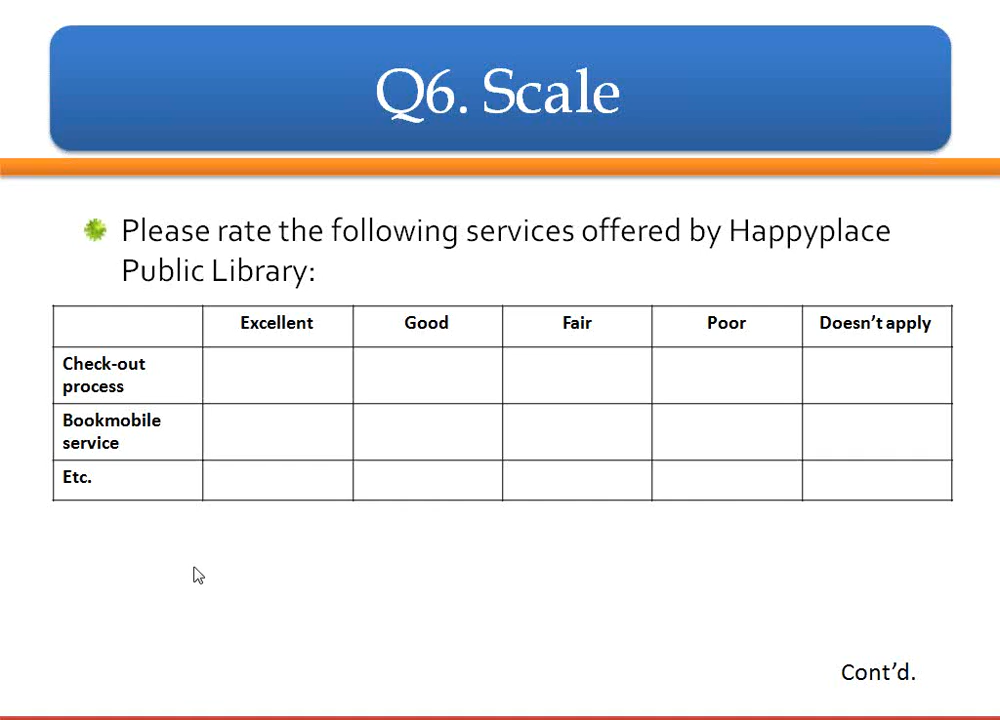 Q6. Scale
Please rate the following services offered by Happyplace
Public Library:
Excellent Good Fair Poor Doesn't apply
Check-out
process
Bookmobile
service
Etc.
Cont'd.